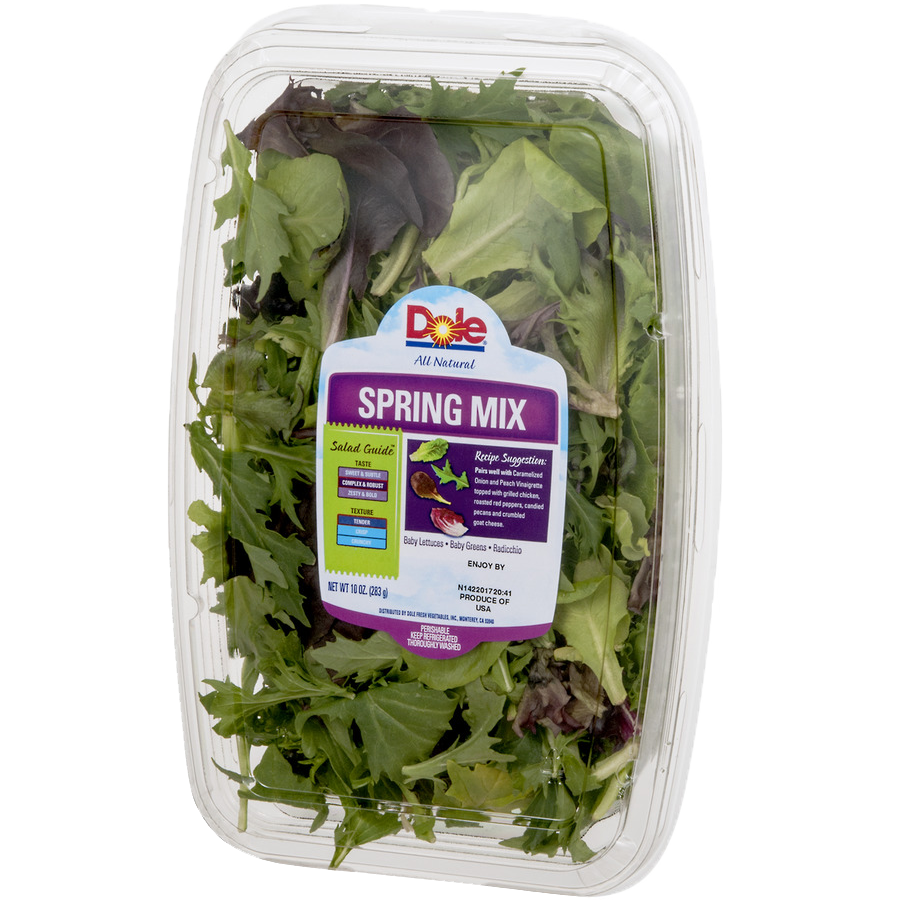 Dole
All Natural
SPRING MIX
Salad Guide™
TASTE
SWEET & SUBTLE
COMPLEX & ROBUST
ZESTY & BOLD
TEXTURE
TENDER
CRISP
CRUNCHY
Recipe Suggestion:
Pairs well with Caramelized
Onion and Peach Vinaigrette
topped with grilled chicken,
roasted red peppers, candied
pecans and crumbled
goat cheese.
Baby Lettuces • Baby Greens • Radicchio
ENJOY BY
N142201720:41
PRODUCE OF
USA
NET WT 10 OZ. (283 g)
DISTRIBUTED BY DOLE FRESH VEGETABLES, INC., MONTEREY, CA 93940
PERISHABLE
KEEP REFRIGERATED
THOROUGHLY WASHED